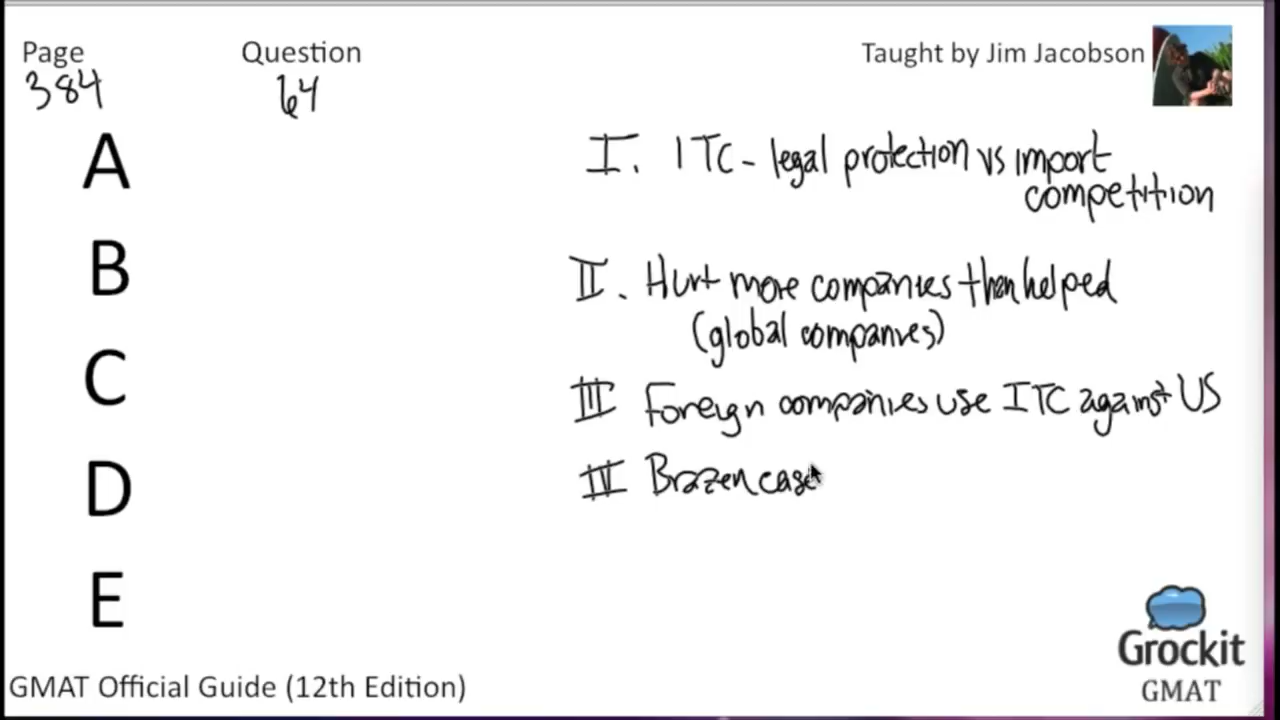 Page
Question
Taught by Jim Jacobson
384
64
A
I. ITC - legal protection vs import
competition
B
II. Hurt more companies than helped
(global companies)
C
III Foreign companies use ITC against US
D
IV Brazen case
E
Grockit
GMAT
GMAT Official Guide (12th Edition)